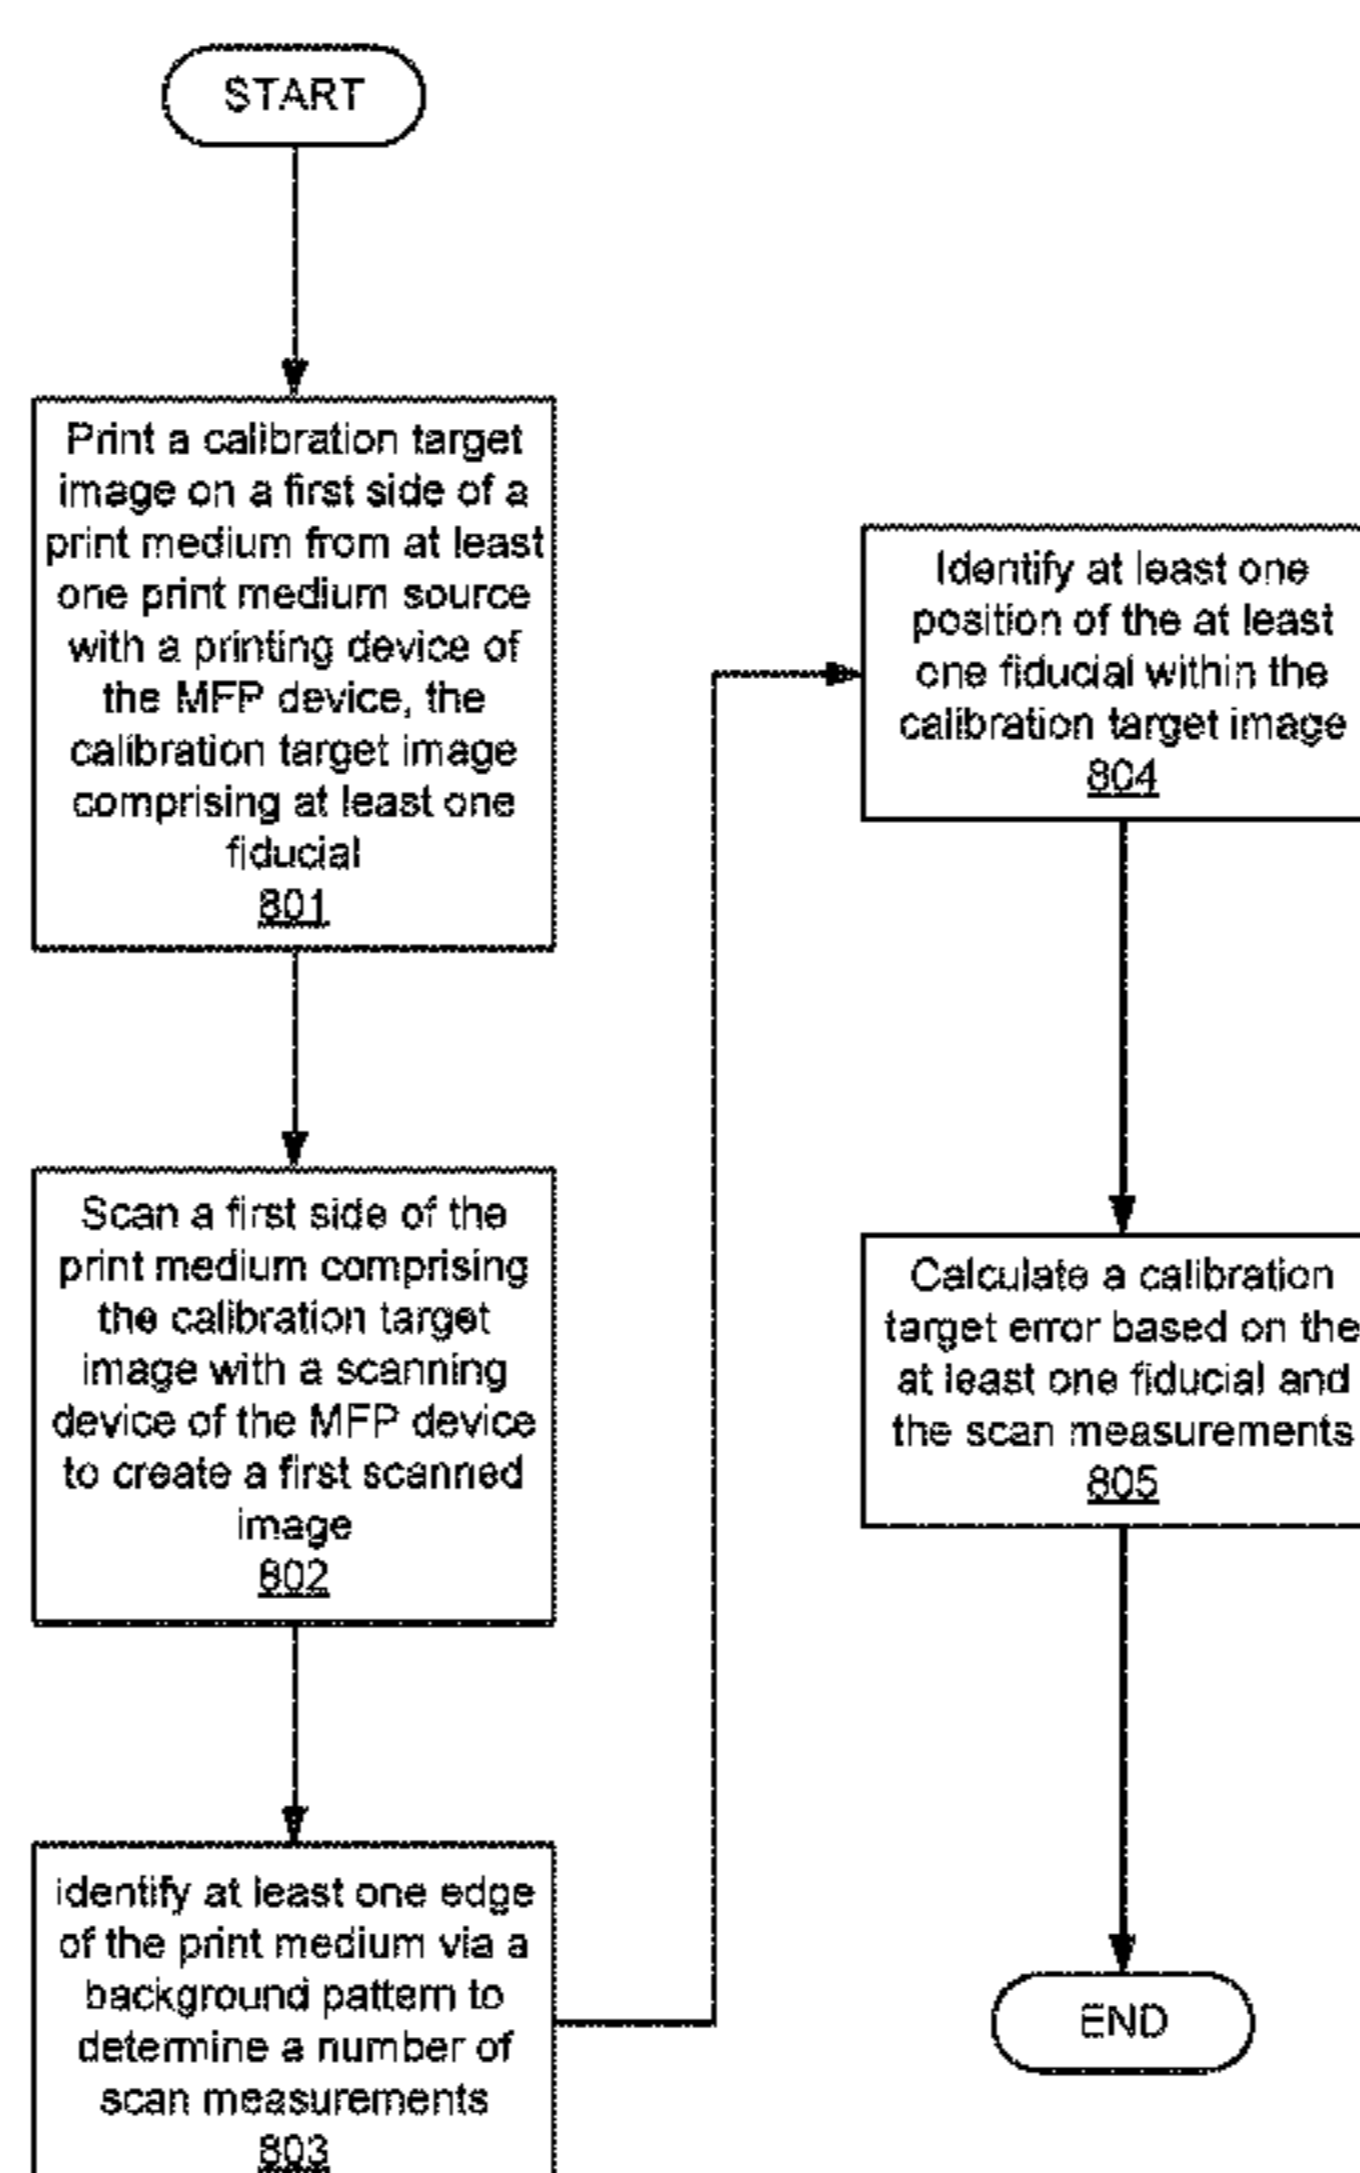 START
Print a calibration target
image on a first side of a
print medium from at least
one print medium source
with a printing device of
the MFP device, the
calibration target image
comprising at least one
fiducial
801
Scan a first side of the
print medium comprising
the calibration target
image with a scanning
device of the MFP device
to create a first scanned
image
802
identify at least one edge
of the print medium via a
background pattern to
determine a number of
scan measurements
803
Identify at least one
position of the at least
one fiducial within the
calibration target image
804
Calculate a calibration
target error based on the
at least one fiducial and
the scan measurements
805
END